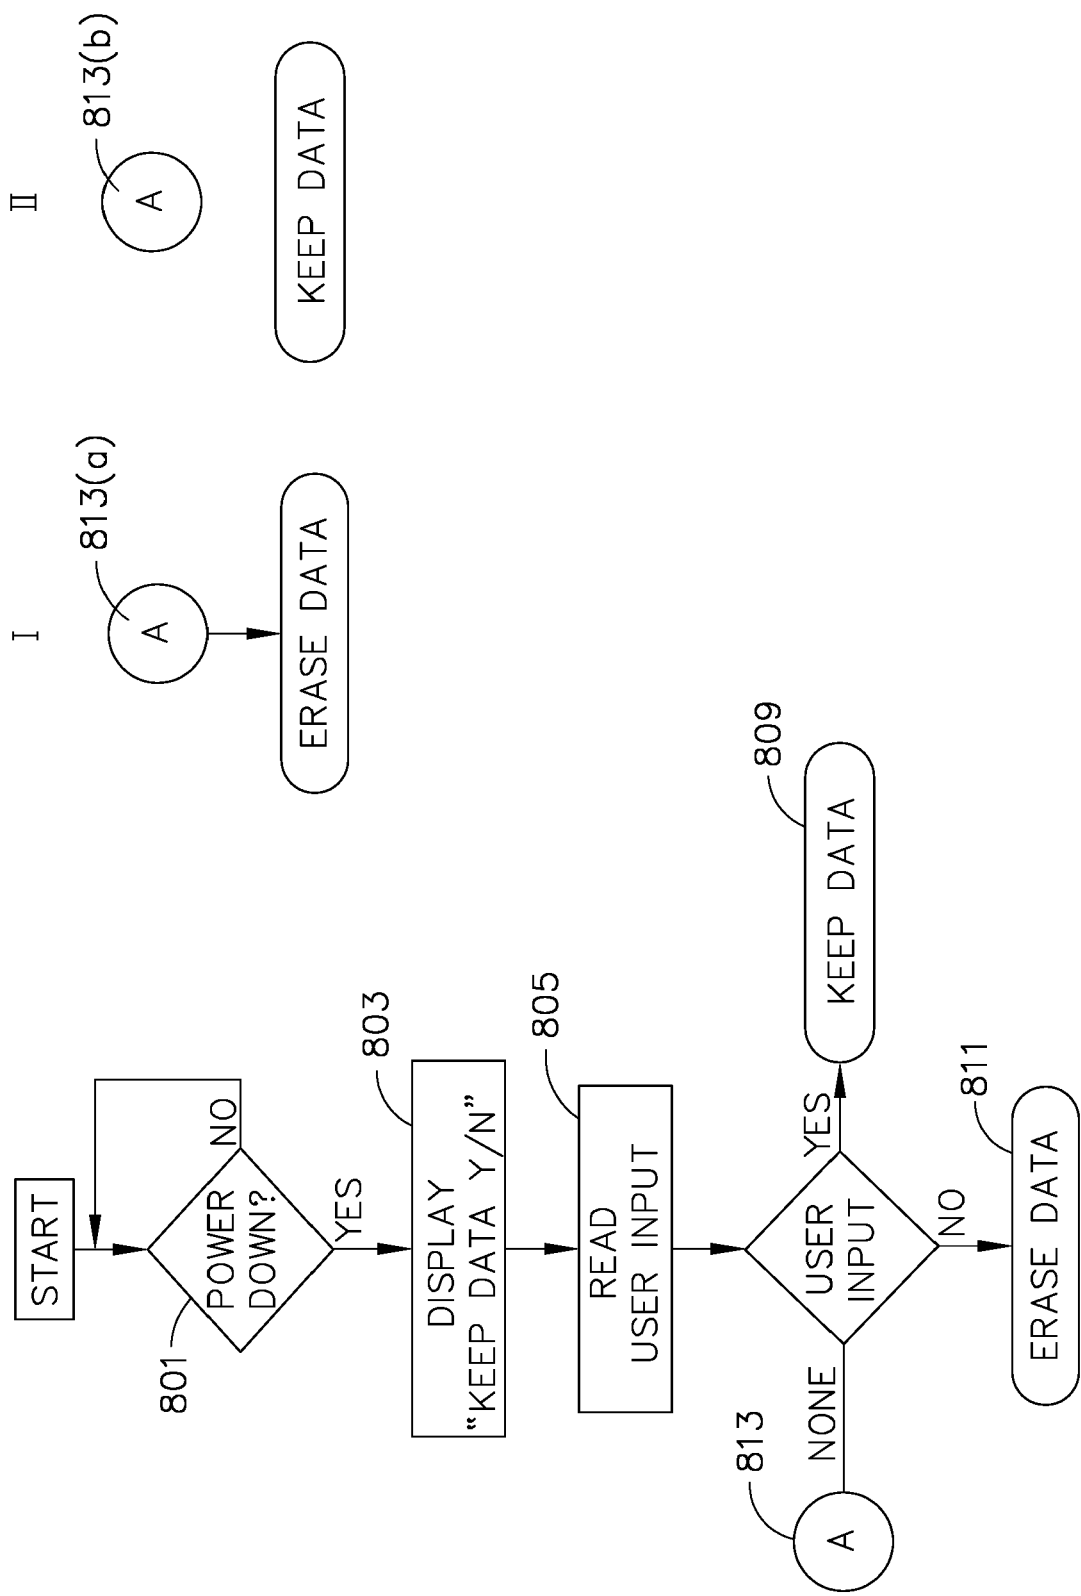 START
801
POWER
DOWN?
NO
YES
803
DISPLAY
“KEEP DATA Y/N”
805
READ
USER INPUT
USER
INPUT
YES
809
KEEP DATA
NO
811
ERASE DATA
NONE
813
A
I
813(a)
A
ERASE DATA
II
813(b)
A
KEEP DATA